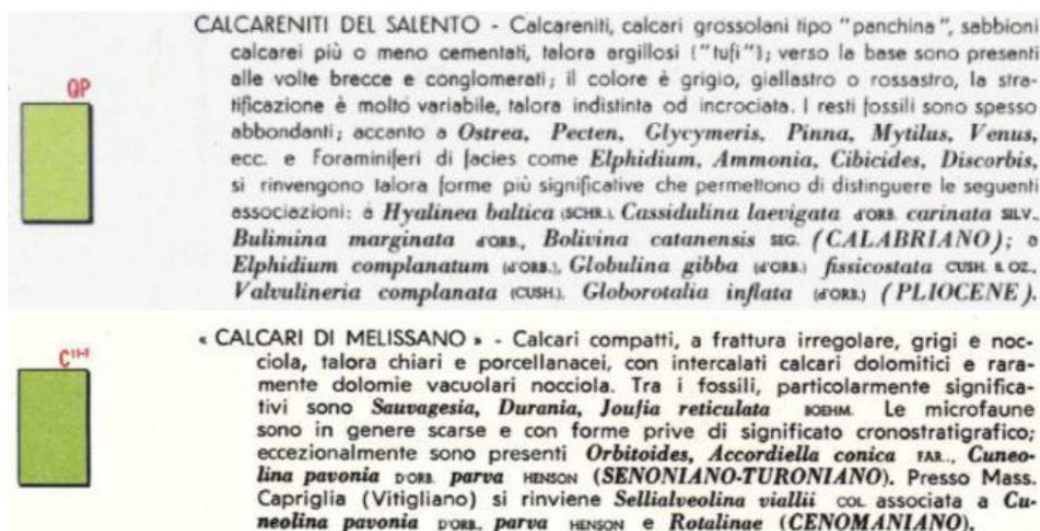 CALCARENITI DEL SALENTO - Calcareniti, calcari grossolani tipo "panchina", sabbioni
calcarei più o meno cementati, talora argillosi ("tufi"); verso la base sono presenti
QP
alle volte brecce e conglomerati; il colore è grigio, giallastro o rossastro, la stra-
tificazione è molto variabile, talora indistinta od incrociata. I resti fossili sono spesso
abbondanti; accanto a Ostrea, Pecten, Glycymeris, Pinna, Mytilus, Venus,
ecc. e Foraminiferi di facies come Elphidium, Ammonia, Cibicides, Discorbis,
si rinvengono talora forme più significative che permettono di distinguere le seguenti
associazioni: a Hyalinea baltica (SCHR.), Cassidulina laevigata d'ORB. carinata SILV.,
Bulimina marginata d'ORB., Bolivina catanensis SEG. (CALABRIANO); a
Elphidium complanatum (d'ORB.), Globulina gibba (d'ORB.) fissicostata CUSH. & OZ.,
Valvulineria complanata (CUSH.), Globorotalia inflata (d'ORB.) (PLIOCENE).
« CALCARI DI MELISSANO » - Calcari compatti, a frattura irregolare, grigi e noc-
ciola, talora chiari e porcellanacei, con intercalati calcari dolomitici e rara-
mente dolomie vacuolari nocciola. Tra i fossili, particolarmente significa-
tivi sono Sauvagesia, Durania, Joufia reticulata BOEHM. Le microfaune
sono in genere scarse e con forme prive di significato cronostratigrafico;
eccezionalmente sono presenti Orbitoides, Accordiella conica FAR., Cuneo-
lina pavonia D'ORB. parva HENSON (SENONIANO-TURONIANO). Presso Mass.
Capriglia (Vitigliano) si rinviene Sellialveolina viallii COL. associata a Cu-
neolina pavonia D'ORB. parva HENSON e Rotalinae (CENOMANIANO).